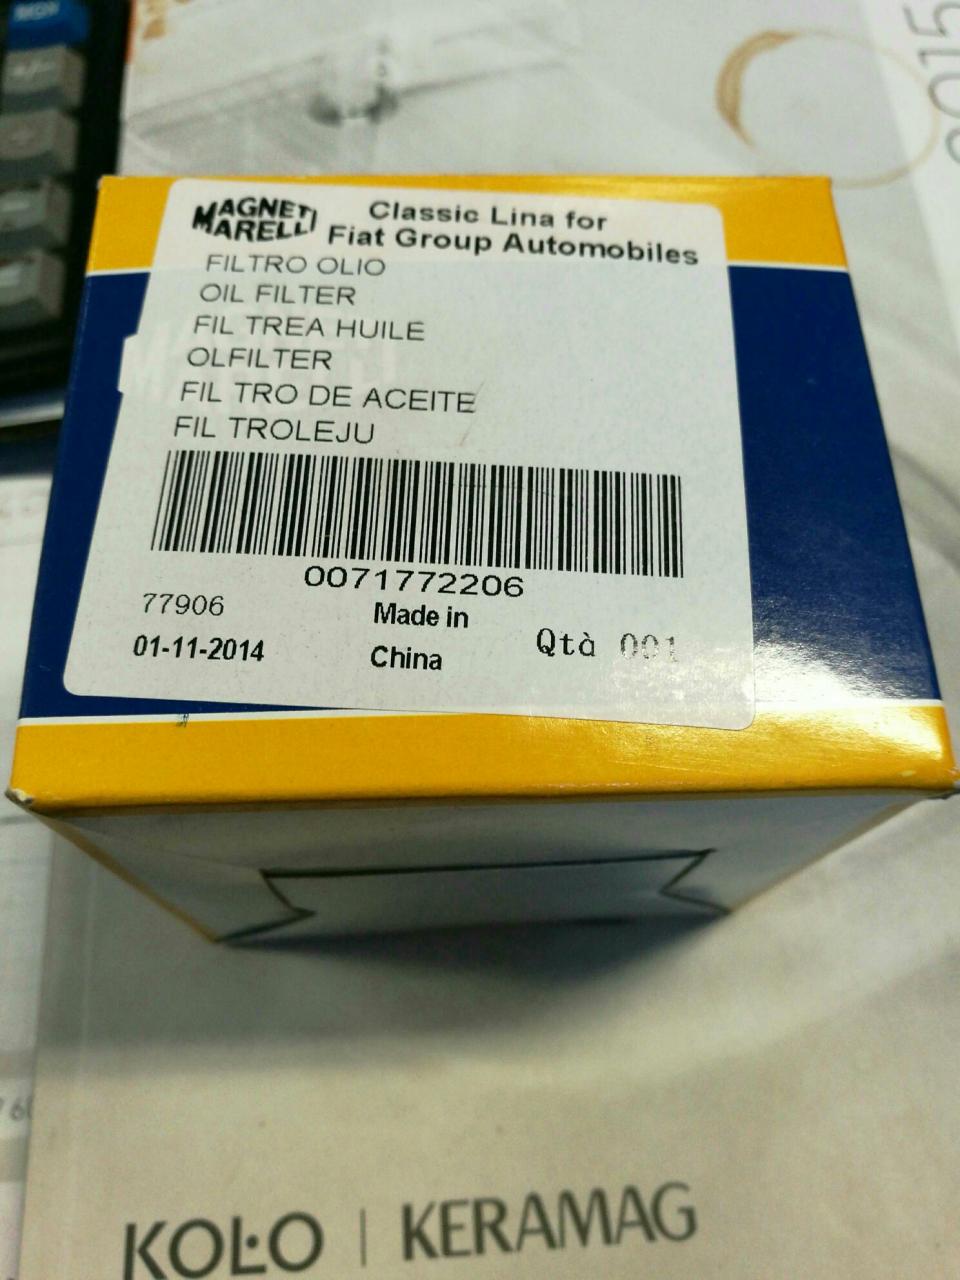 2015
MAGNETI
MARELLI
Classic Lina for
Fiat Group Automobiles
FILTRO OLIO
OIL FILTER
FIL TREA HUILE
OLFILTER
FIL TRO DE ACEITE
FIL TROLEJU
0071772206
77906
Made in
01-11-2014
China
Qtà 001
KOŁO | KERAMAG